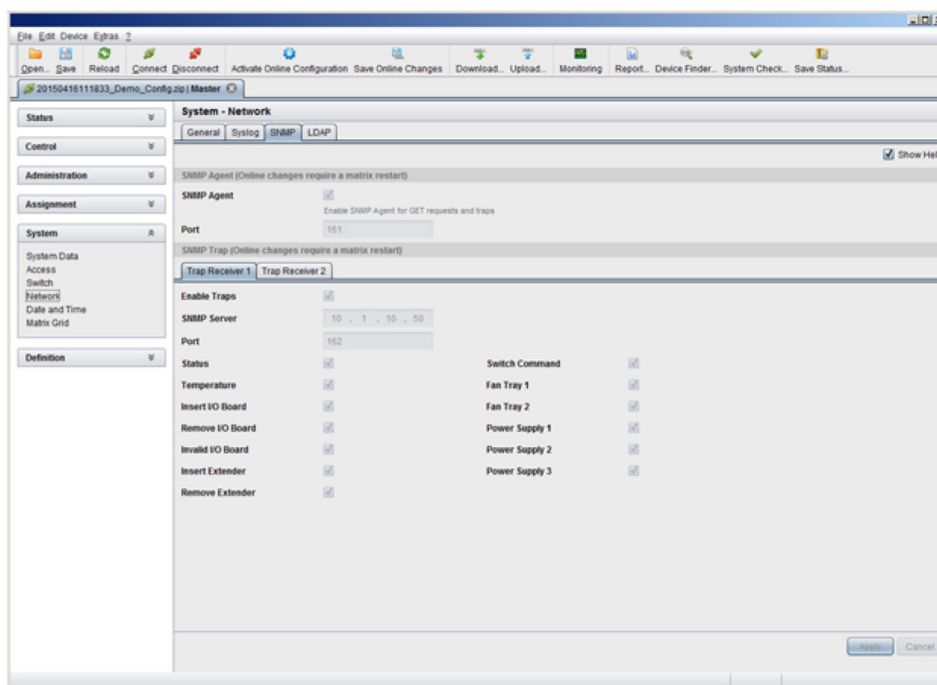 File Edit Device Extras ?
Open... Save Reload Connect Disconnect Activate Online Configuration Save Online Changes Download... Upload... Monitoring Report... Device Finder... System Check... Save Status...
20150416111833_Demo_Config.zip | Master
Status
Control
Administration
Assignment
System
System Data
Access
Switch
Network
Date and Time
Matrix Grid
Definition
System - Network
General Syslog SNMP LDAP
Show Hel
SNMP Agent (Online changes require a matrix restart)
SNMP Agent
Enable SNMP Agent for GET requests and traps
Port 161
SNMP Trap (Online changes require a matrix restart)
Trap Receiver 1 Trap Receiver 2
Enable Traps
SNMP Server 10 . 1 . 10 . 50
Port 162
Status Switch Command
Temperature Fan Tray 1
Insert I/O Board Fan Tray 2
Remove I/O Board Power Supply 1
Invalid I/O Board Power Supply 2
Insert Extender Power Supply 3
Remove Extender
Apply Cancel